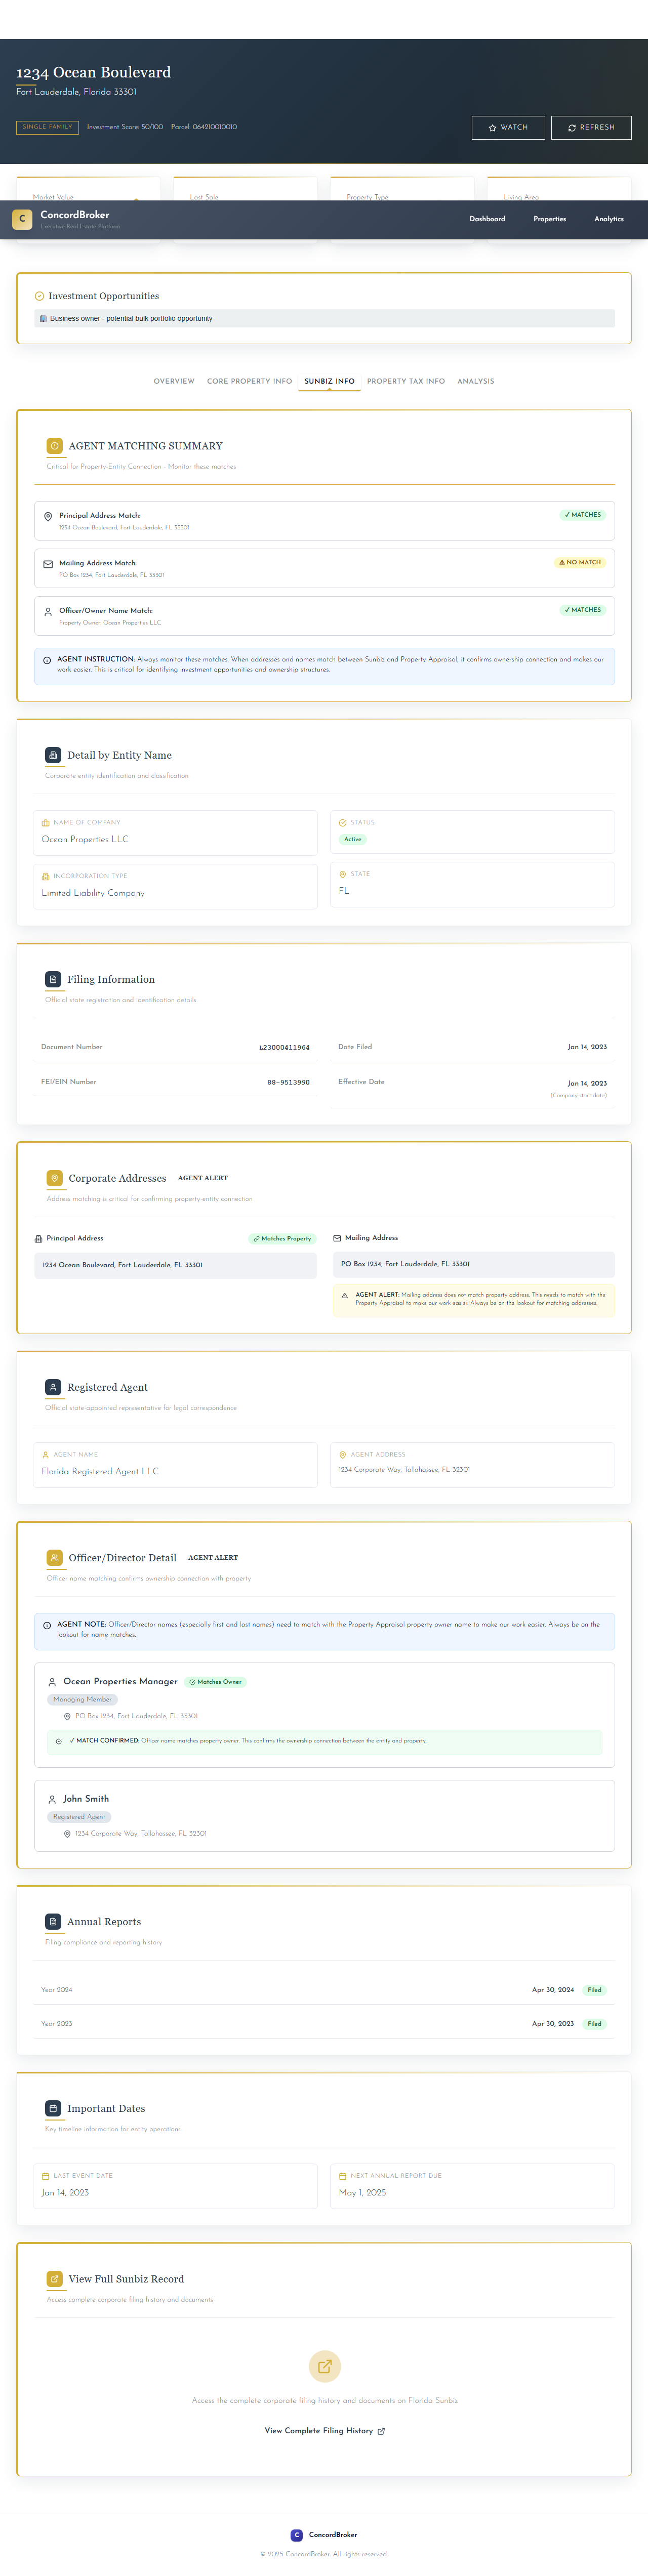 1234 Ocean Boulevard
Fort Lauderdale, Florida 33301
SINGLE FAMILY
Investment Score: 50/100
Parcel: 064210010010
WATCH
REFRESH
Market Value
Last Sale
Property Type
Living Area
C
ConcordBroker
Executive Real Estate Platform
Dashboard
Properties
Analytics
Investment Opportunities
Business owner - potential bulk portfolio opportunity
OVERVIEW
CORE PROPERTY INFO
SUNBIZ INFO
PROPERTY TAX INFO
ANALYSIS
AGENT MATCHING SUMMARY
Critical for Property-Entity Connection - Monitor these matches
Principal Address Match:
1234 Ocean Boulevard, Fort Lauderdale, FL 33301
✓ MATCHES
Mailing Address Match:
PO Box 1234, Fort Lauderdale, FL 33301
⚠ NO MATCH
Officer/Owner Name Match:
Property Owner: Ocean Properties LLC
✓ MATCHES
AGENT INSTRUCTION: Always monitor these matches. When addresses and names match between Sunbiz and Property Appraisal, it confirms ownership connection and makes our
work easier. This is critical for identifying investment opportunities and ownership structures.
Detail by Entity Name
Corporate entity identification and classification
NAME OF COMPANY
Ocean Properties LLC
STATUS
Active
INCORPORATION TYPE
Limited Liability Company
STATE
FL
Filing Information
Official state registration and identification details
Document Number
L23000411964
Date Filed
Jan 14, 2023
FEI/EIN Number
88-9513990
Effective Date
Jan 14, 2023
(Company start date)
Corporate Addresses
AGENT ALERT
Address matching is critical for confirming property-entity connection
Principal Address
Matches Property
1234 Ocean Boulevard, Fort Lauderdale, FL 33301
Mailing Address
PO Box 1234, Fort Lauderdale, FL 33301
AGENT ALERT: Mailing address does not match property address. This needs to match with the
Property Appraisal to make our work easier. Always be on the lookout for matching addresses.
Registered Agent
Official state-appointed representative for legal correspondence
AGENT NAME
Florida Registered Agent LLC
AGENT ADDRESS
1234 Corporate Way, Tallahassee, FL 32301
Officer/Director Detail
AGENT ALERT
Officer name matching confirms ownership connection with property
AGENT NOTE: Officer/Director names (especially first and last names) need to match with the Property Appraisal property owner name to make our work easier. Always be on the
lookout for name matches.
Ocean Properties Manager
Matches Owner
Managing Member
PO Box 1234, Fort Lauderdale, FL 33301
✓ MATCH CONFIRMED: Officer name matches property owner. This confirms the ownership connection between the entity and property.
John Smith
Registered Agent
1234 Corporate Way, Tallahassee, FL 32301
Annual Reports
Filing compliance and reporting history
Year 2024
Apr 30, 2024
Filed
Year 2023
Apr 30, 2023
Filed
Important Dates
Key timeline information for entity operations
LAST EVENT DATE
Jan 14, 2023
NEXT ANNUAL REPORT DUE
May 1, 2025
View Full Sunbiz Record
Access complete corporate filing history and documents
Access the complete corporate filing history and documents on Florida Sunbiz
View Complete Filing History
C
ConcordBroker
© 2025 ConcordBroker. All rights reserved.